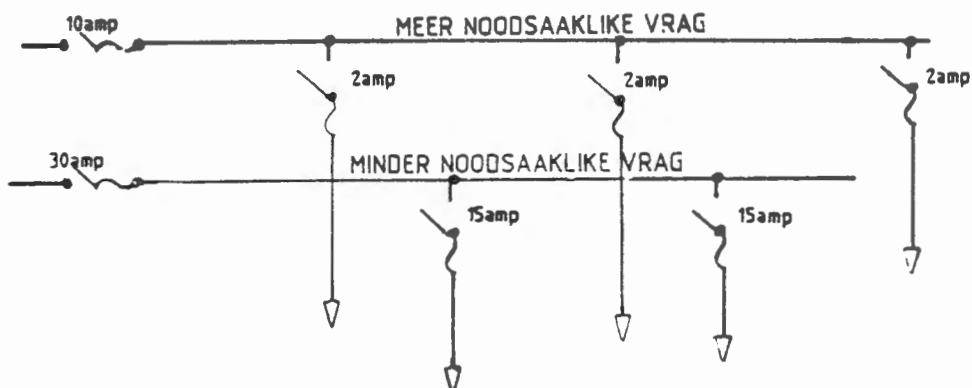 10amp
MEER NOODSAAKLIKE VRAG
2amp
2amp
2amp
30amp
MINDER NOODSAAKLIKE VRAG
15amp
15amp